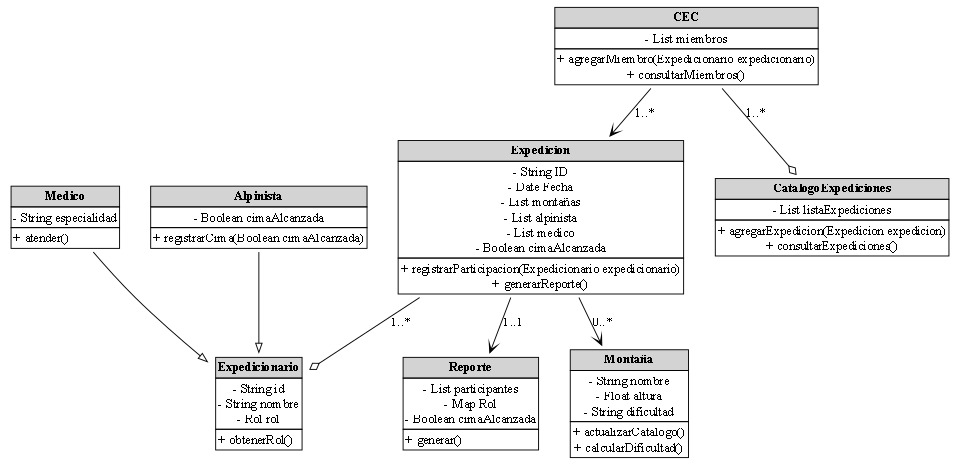 CEC
- List miembros
+ agregarMiembro(Expedicionario expedicionario)
+ consultarMiembros()
1..*
1..*
Expedicion
- String ID
- Date Fecha
- List montañas
- List alpinista
- List medico
- Boolean cimaAlcanzada
+ registrarParticipacion(Expedicionario expedicionario)
+ generarReporte()
CatalogoExpediciones
- List listaExpediciones
+ agregarExpedicion(Expedicion expedicion)
+ consultarExpediciones()
Medico
- String especialidad
+ atender()
Alpinista
- Boolean cimaAlcanzada
+ registrarCima(Boolean cimaAlcanzada)
1..*
1..1
0..*
Expedicionario
- String id
- String nombre
- Rol rol
+ obtenerRol()
Reporte
- List participantes
- Map Rol
- Boolean cimaAlcanzada
+ generar()
Montaña
- String nombre
- Float altura
- String dificultad
+ actualizarCatalogo()
+ calcularDificultad()